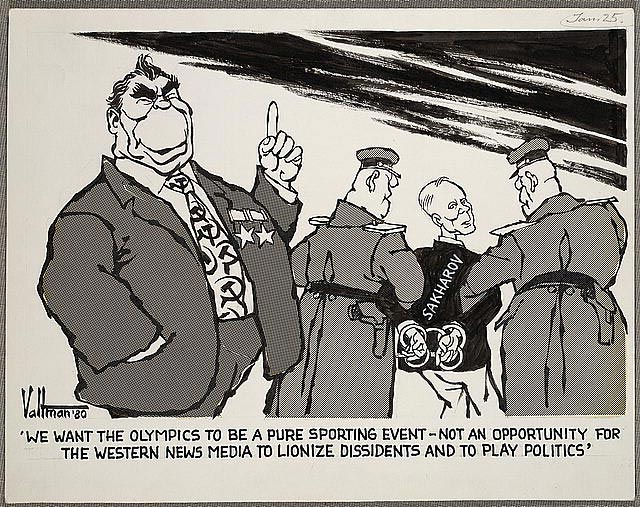 Jan. 25.
SAKHAROV
Valtman '80
'WE WANT THE OLYMPICS TO BE A PURE SPORTING EVENT - NOT AN OPPORTUNITY FOR
THE WESTERN NEWS MEDIA TO LIONIZE DISSIDENTS AND TO PLAY POLITICS'